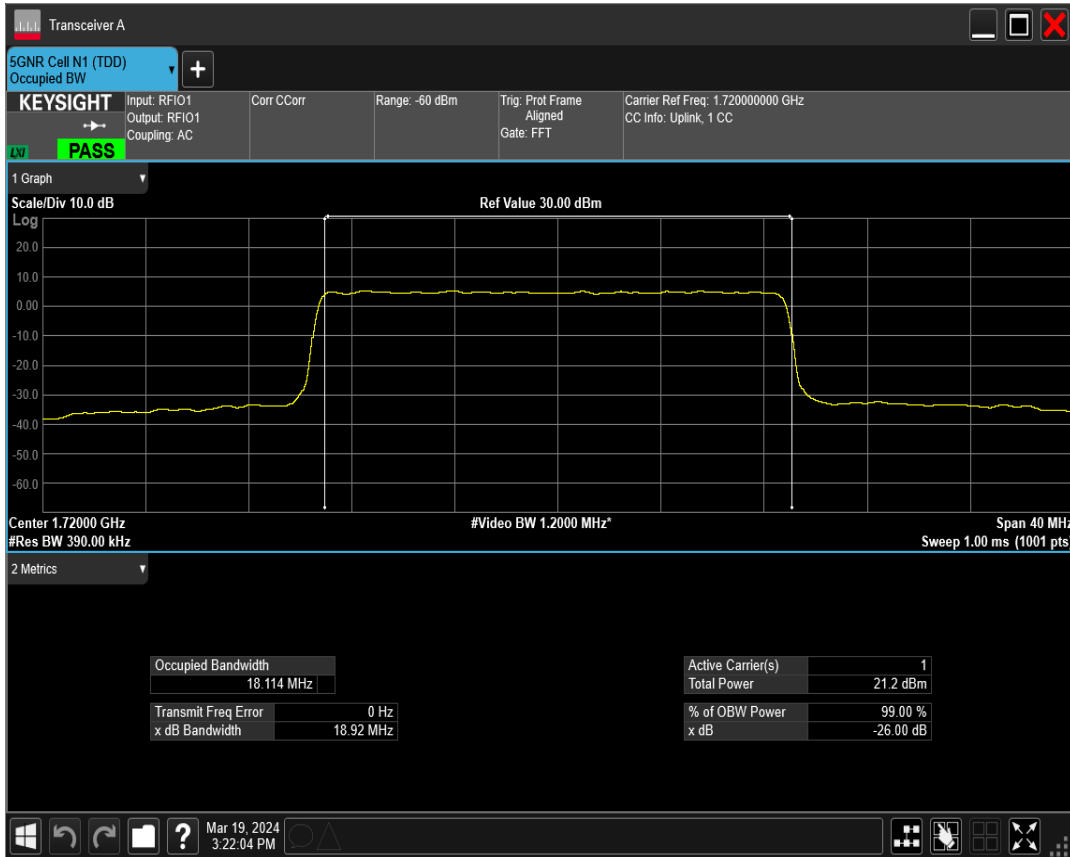 Transceiver A
5GNR Cell N1 (TDD)
Occupied BW
+
KEYSIGHT
LXI
PASS
Input: RFIO1
Output: RFIO1
Coupling: AC
Corr CCorr
Range: -60 dBm
Trig: Prot Frame
Aligned
Gate: FFT
Carrier Ref Freq: 1.720000000 GHz
CC Info: Uplink, 1 CC
1 Graph
Scale/Div 10.0 dB
Ref Value 30.00 dBm
Log
20.0
10.0
0.00
-10.0
-20.0
-30.0
-40.0
-50.0
-60.0
Center 1.72000 GHz
#Video BW 1.2000 MHz*
Span 40 MHz
#Res BW 390.00 kHz
Sweep 1.00 ms (1001 pts)
2 Metrics
Occupied Bandwidth
18.114 MHz
Transmit Freq Error 0 Hz
x dB Bandwidth 18.92 MHz
Active Carrier(s) 1
Total Power 21.2 dBm
% of OBW Power 99.00 %
x dB -26.00 dB
?
Mar 19, 2024
3:22:04 PM